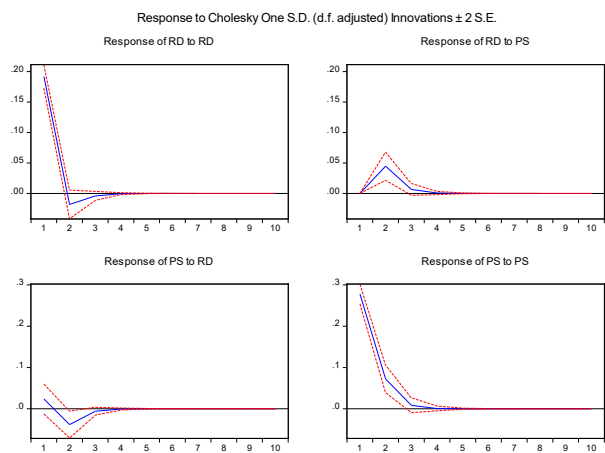 Response to Cholesky One S.D. (d.f. adjusted) Innovations ± 2 S.E.
Response of RD to RD
Response of RD to PS
.20
.15
.10
.05
.00
1 2 3 4 5 6 7 8 9 10
.20
.15
.10
.05
.00
1 2 3 4 5 6 7 8 9 10
Response of PS to RD
Response of PS to PS
.3
.2
.1
.0
1 2 3 4 5 6 7 8 9 10
.3
.2
.1
.0
1 2 3 4 5 6 7 8 9 10